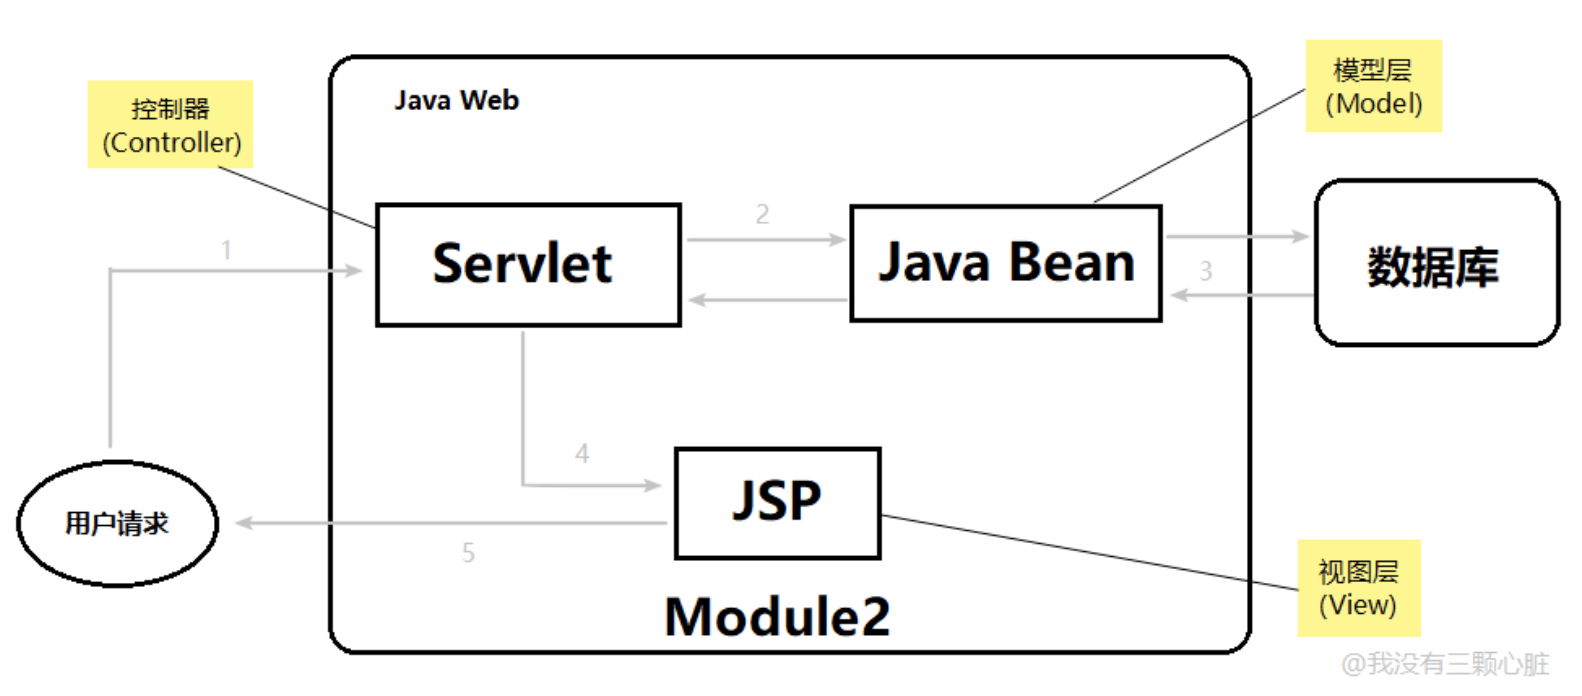 控制器
(Controller)
Java Web
模型层
(Model)
1
Servlet
2
Java Bean
3
数据库
4
JSP
用户请求
5
视图层
(View)
Module2
@我没有三颗心脏